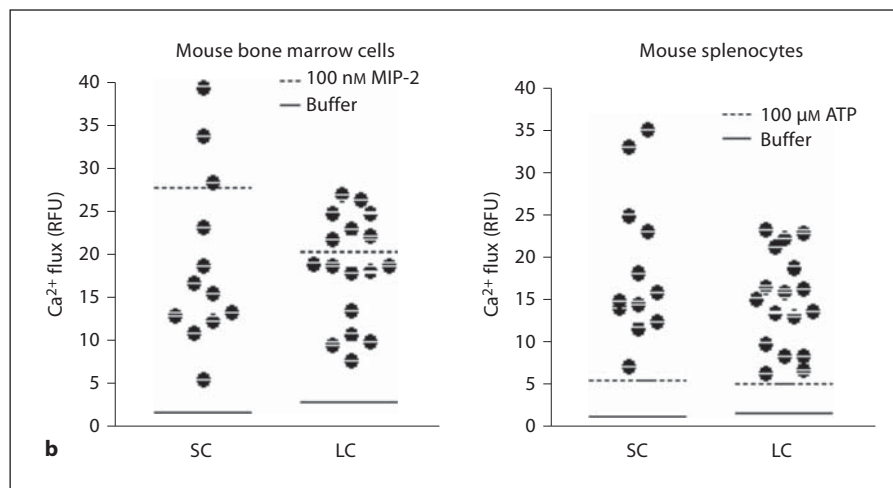 Mouse bone marrow cells
100 nM MIP-2
Buffer
40
35
30
25
20
15
10
5
0
Ca²⁺ flux (RFU)
SC
LC
b
Mouse splenocytes
100 µM ATP
Buffer
40
35
30
25
20
15
10
5
0
Ca²⁺ flux (RFU)
SC
LC